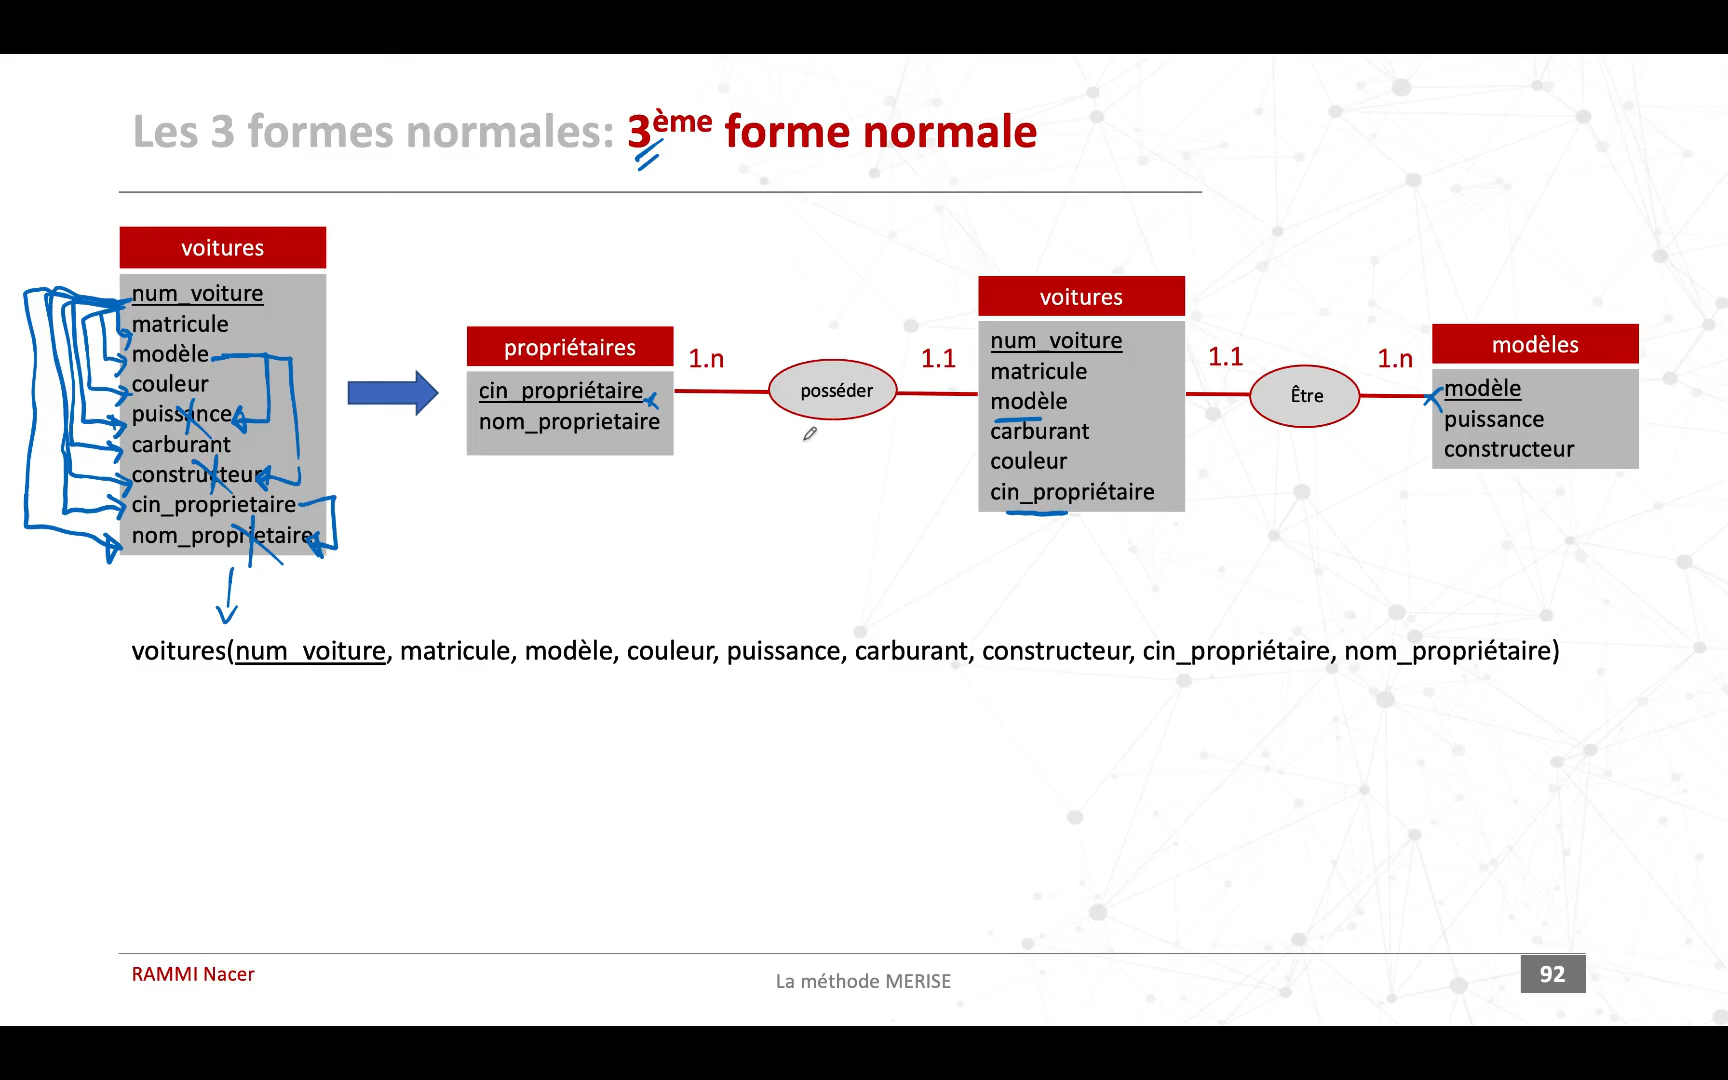 Les 3 formes normales: 3ème forme normale
voitures
num_voiture
matricule
modèle
couleur
puissance
carburant
constructeur
cin_proprietaire
nom_proprietaire
propriétaires
cin_propriétaire
nom_proprietaire
1.n
posséder
1.1
voitures
num_voiture
matricule
modèle
carburant
couleur
cin_propriétaire
1.1
Être
1.n
modèles
modèle
puissance
constructeur
voitures(num_voiture, matricule, modèle, couleur, puissance, carburant, constructeur, cin_propriétaire, nom_propriétaire)
RAMMI Nacer
La méthode MERISE
92